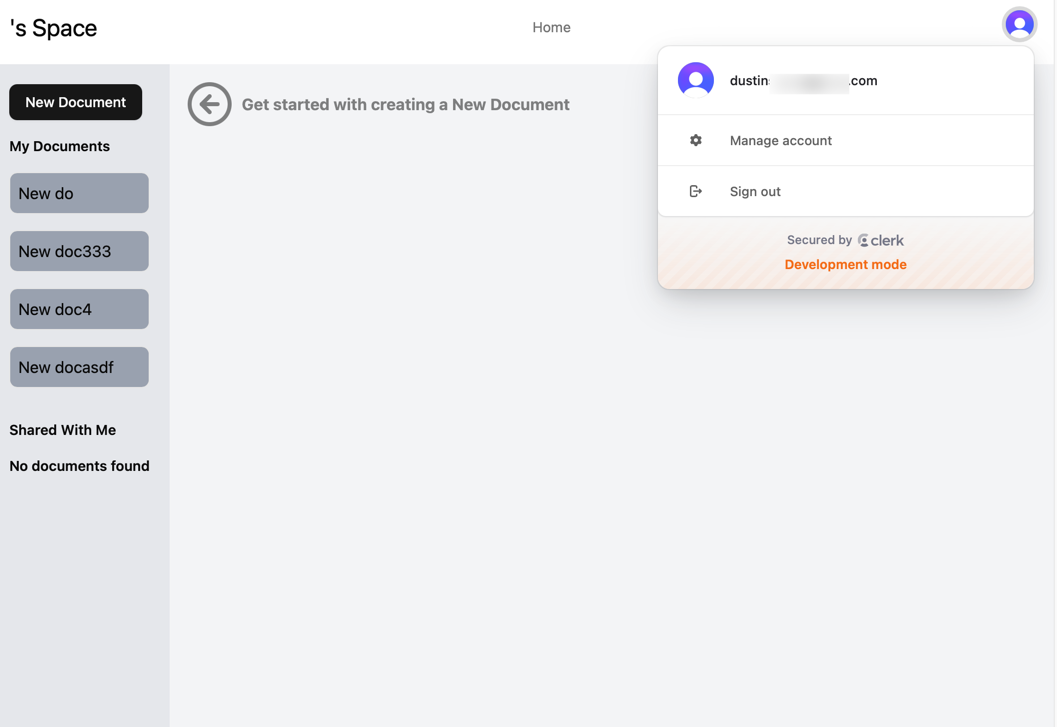 's Space
Home
New Document
Get started with creating a New Document
My Documents
New do
New doc333
New doc4
New docasdf
Shared With Me
No documents found
dustin .com
Manage account
Sign out
Secured by clerk
Development mode